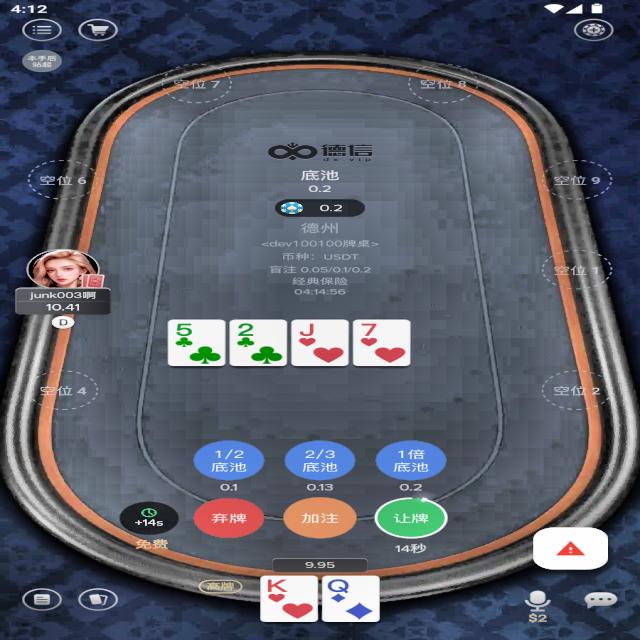 4:12
本手后
站起
空位 7
空位 8
德信
dx.vip
底池
0.2
0.2
空位 6
空位 9
德州
<dev100100牌桌>
币种：USDT
盲注 0.05/0.1/0.2
经典保险
04:14:56
空位 1
junk003啊
10.41
D
5
2
J
7
空位 4
空位 2
1/2
底池
2/3
底池
1倍
底池
0.1
0.13
0.2
+14s
弃牌
加注
让牌
免费
14秒
9.95
高牌
K
Q
$2